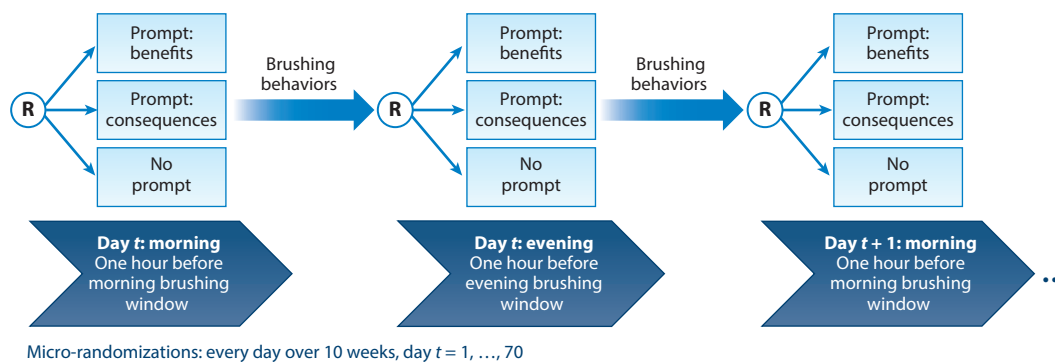 Prompt:
benefits
R
Prompt:
consequences
No
prompt
Brushing
behaviors
Prompt:
benefits
R
Prompt:
consequences
No
prompt
Brushing
behaviors
Prompt:
benefits
R
Prompt:
consequences
No
prompt
Day t: morning
One hour before
morning brushing
window
Day t: evening
One hour before
evening brushing
window
Day t + 1: morning
One hour before
morning brushing
window
...
Micro-randomizations: every day over 10 weeks, day t = 1, …, 70